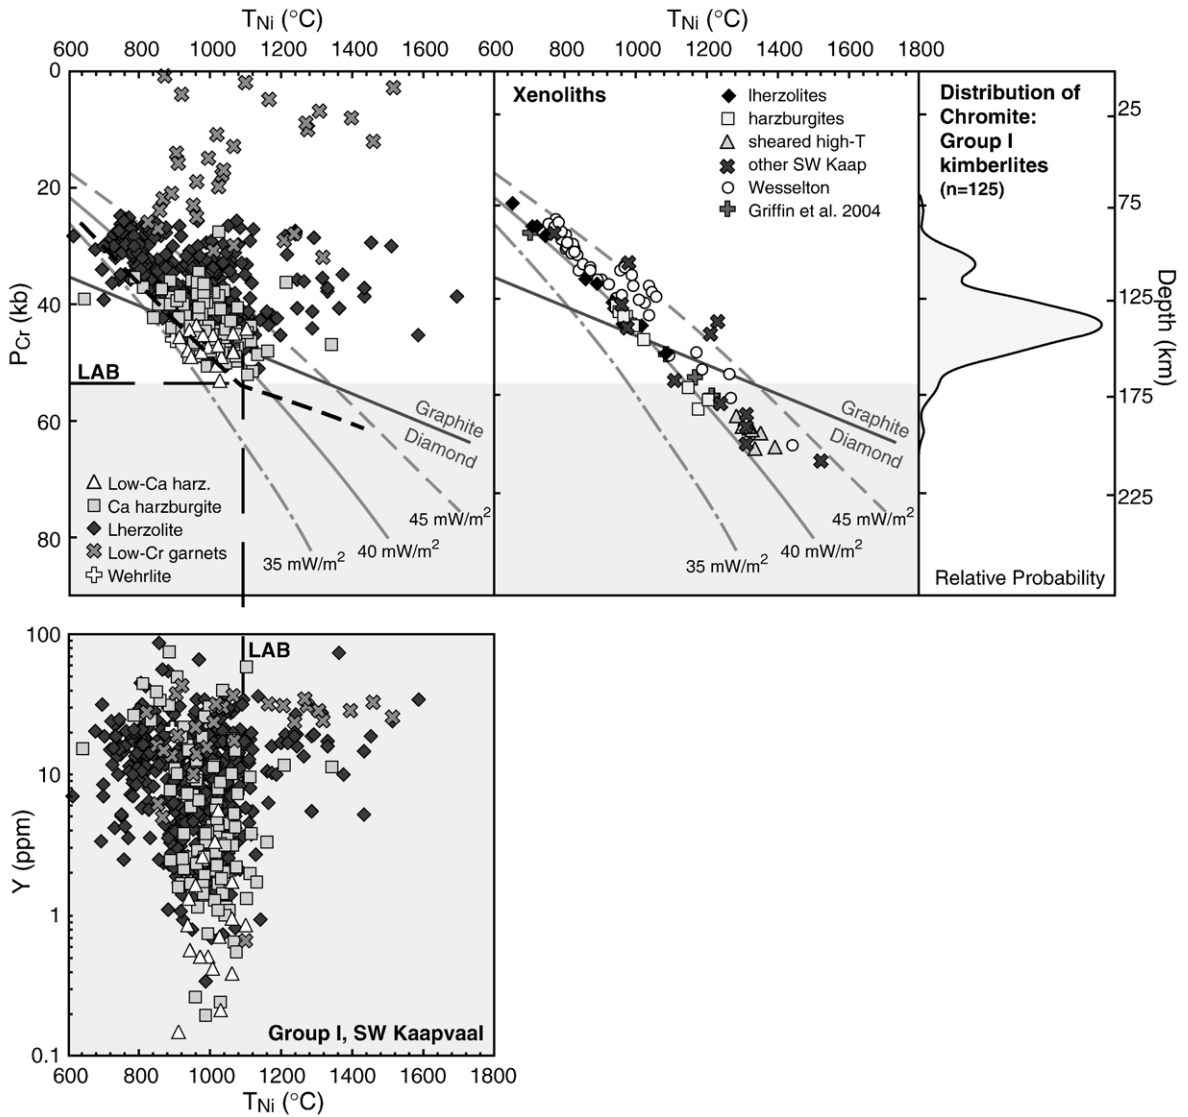 T_Ni (°C)
600 800 1000 1200 1400 1600
T_Ni (°C)
600 800 1000 1200 1400 1600 1800
0
20
40
60
80
P_Cr (kb)
LAB
Graphite
Diamond
45 mW/m²
40 mW/m²
35 mW/m²
Low-Ca harz.
Ca harzburgite
Lherzolite
Low-Cr garnets
Wehrlite
Xenoliths
lherzolites
harzburgites
sheared high-T
other SW Kaap
Wesselton
Griffin et al. 2004
Graphite
Diamond
45 mW/m²
40 mW/m²
35 mW/m²
Distribution of
Chromite:
Group I
kimberlites
(n=125)
Relative Probability
25
75
125
175
225
Depth (km)
100
10
1
0.1
Y (ppm)
LAB
Group I, SW Kaapvaal
600 800 1000 1200 1400 1600 1800
T_Ni (°C)